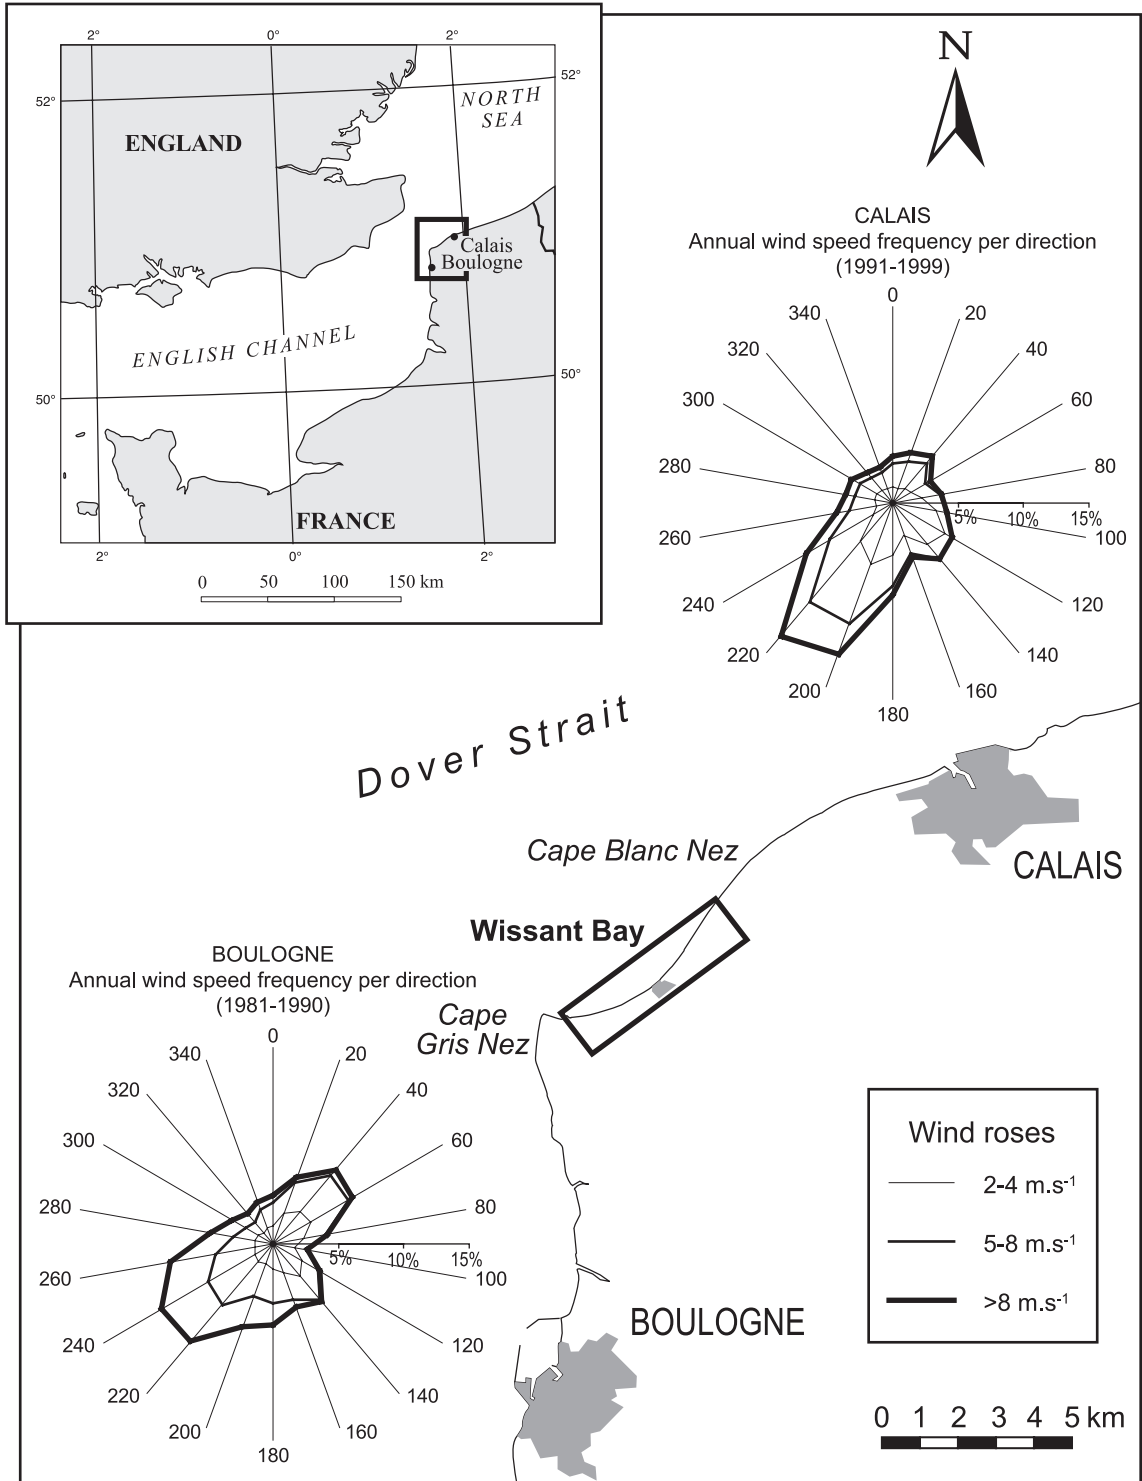 2°
0°
2°
52°
52°
NORTH
SEA
ENGLAND
Calais
Boulogne
ENGLISH CHANNEL
50°
50°
FRANCE
2°
0°
2°
0
50
100
150 km
N
CALAIS
Annual wind speed frequency per direction
(1991-1999)
0
340
20
320
40
300
60
280
80
5%
10%
15%
260
100
240
120
220
140
200
160
180
Dover Strait
Cape Blanc Nez
CALAIS
Wissant Bay
BOULOGNE
Annual wind speed frequency per direction
(1981-1990)
Cape
Gris Nez
0
340
20
320
40
300
60
280
80
5%
10%
15%
260
100
240
120
220
140
200
160
180
BOULOGNE
Wind roses
2-4 m.s-1
5-8 m.s-1
>8 m.s-1
0 1 2 3 4 5 km